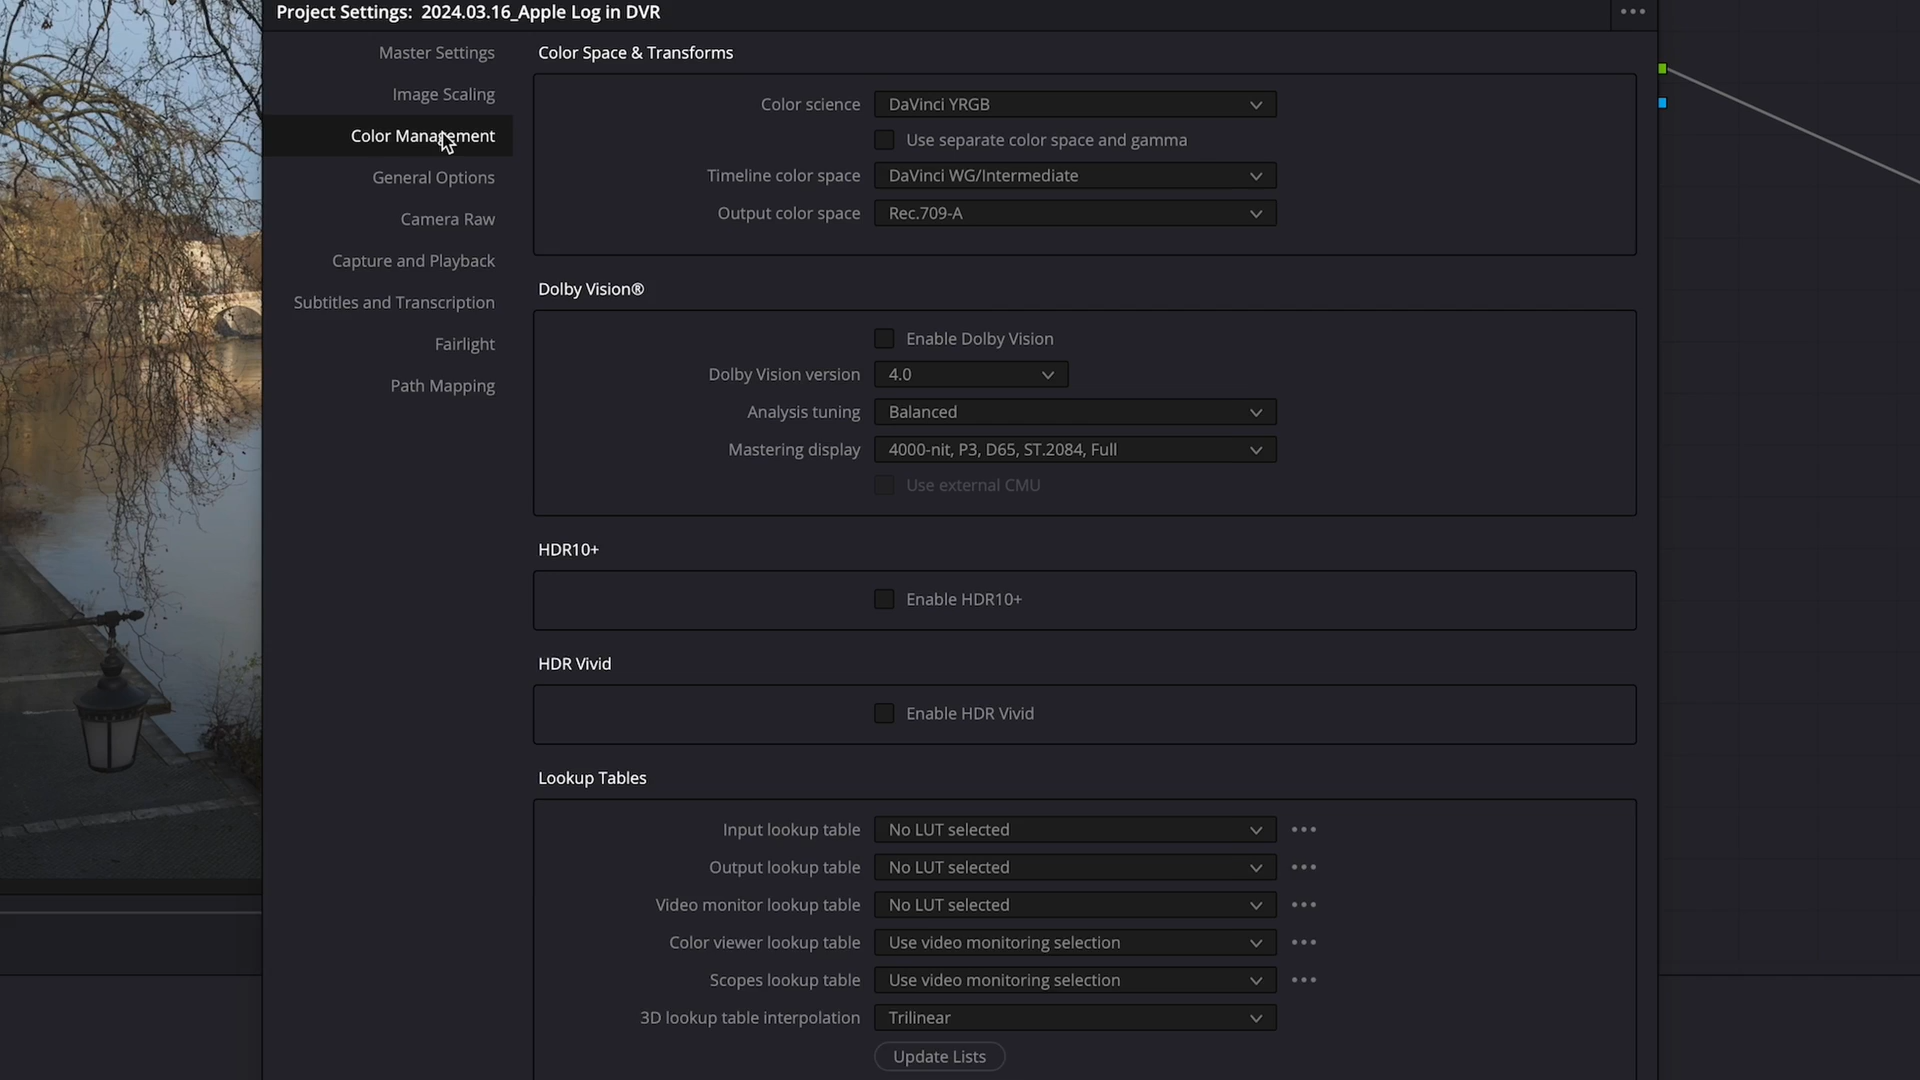 Project Settings: 2024.03.16_Apple Log in DVR
Master Settings
Image Scaling
Color Management
General Options
Camera Raw
Capture and Playback
Subtitles and Transcription
Fairlight
Path Mapping
Color Space & Transforms
Color science DaVinci YRGB
Use separate color space and gamma
Timeline color space DaVinci WG/Intermediate
Output color space Rec.709-A
Dolby Vision®
Enable Dolby Vision
Dolby Vision version 4.0
Analysis tuning Balanced
Mastering display 4000-nit, P3, D65, ST.2084, Full
Use external CMU
HDR10+
Enable HDR10+
HDR Vivid
Enable HDR Vivid
Lookup Tables
Input lookup table No LUT selected
Output lookup table No LUT selected
Video monitor lookup table No LUT selected
Color viewer lookup table Use video monitoring selection
Scopes lookup table Use video monitoring selection
3D lookup table interpolation Trilinear
Update Lists